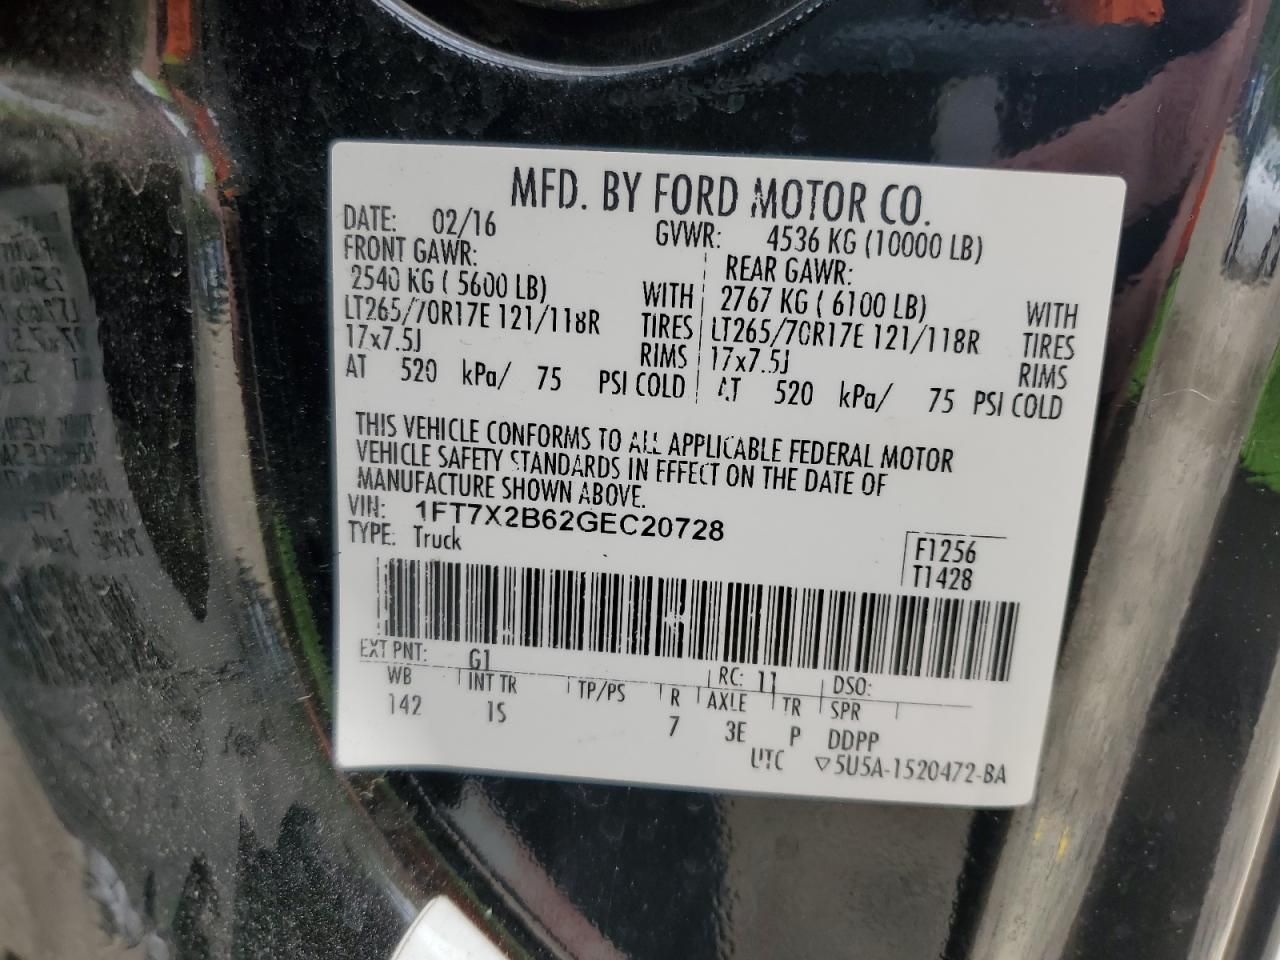 MFD. BY FORD MOTOR CO.
DATE: 02/16 GVWR: 4536 KG (10000 LB)
FRONT GAWR: REAR GAWR:
2540 KG ( 5600 LB) WITH 2767 KG ( 6100 LB) WITH
LT265/70R17E 121/118R TIRES LT265/70R17E 121/118R TIRES
17x7.5J RIMS 17x7.5J RIMS
AT 520 kPa/ 75 PSI COLD AT 520 kPa/ 75 PSI COLD
THIS VEHICLE CONFORMS TO ALL APPLICABLE FEDERAL MOTOR
VEHICLE SAFETY STANDARDS IN EFFECT ON THE DATE OF
MANUFACTURE SHOWN ABOVE.
VIN: 1FT7X2B62GEC20728
TYPE: Truck
F1256
T1428
EXT PNT: G1 RC: 11 DSO:
WB INT TR TP/PS R AXLE TR SPR
142 1S 7 3E P DDPP
UTC ▽5U5A-1520472-BA